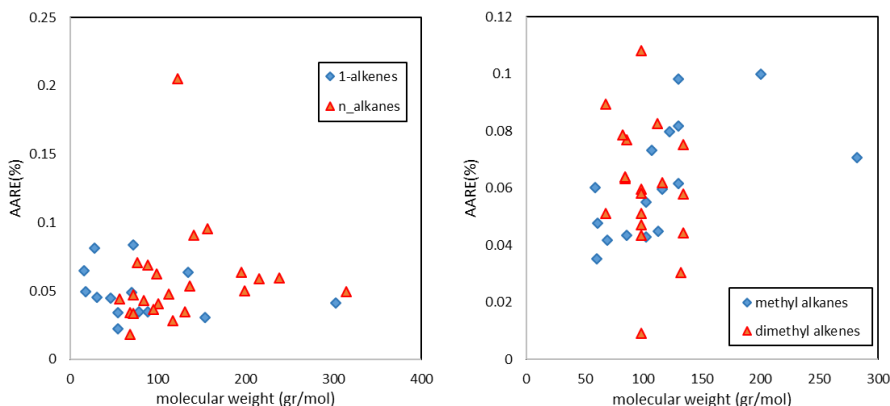 0.25
0.2
0.15
0.1
0.05
0
AARE(%)
0 100 200 300 400
molecular weight (gr/mol)
1-alkenes
n_alkanes
0.12
0.1
0.08
0.06
0.04
0.02
0
AARE(%)
0 50 100 150 200 250 300
molecular weight (gr/mol)
methyl alkanes
dimethyl alkenes